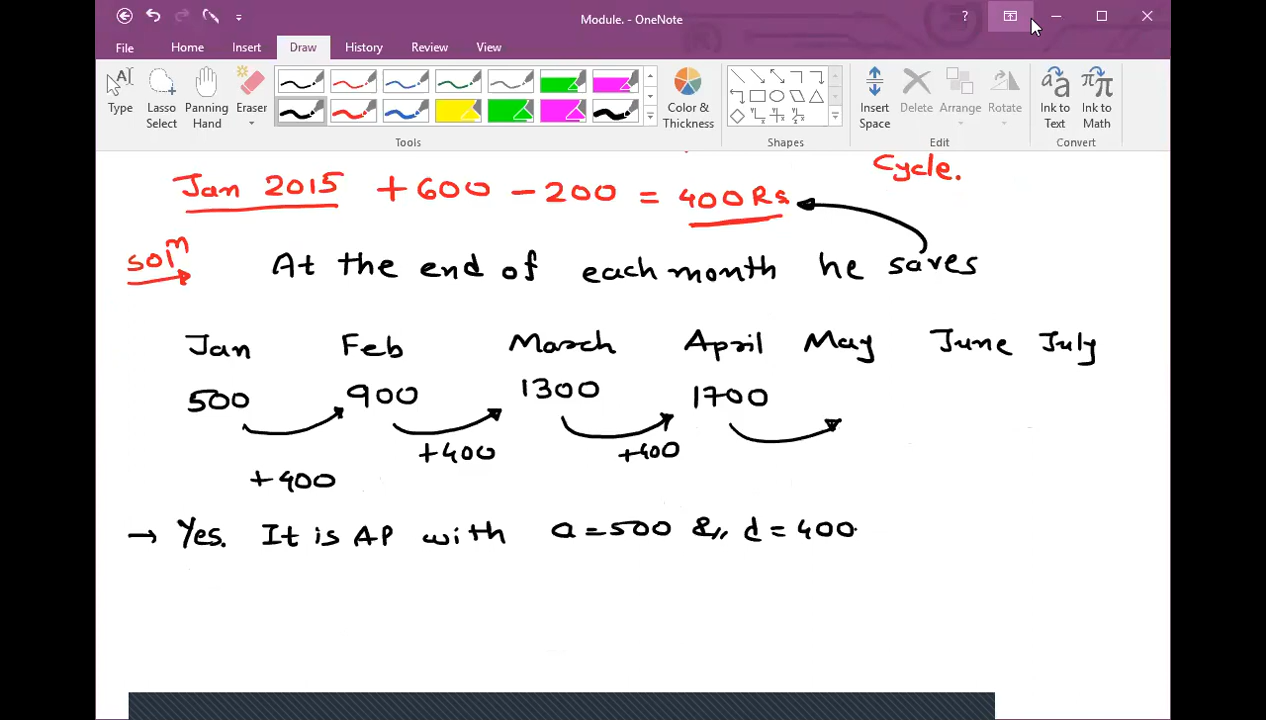 Module. - OneNote
?
File Home Insert Draw History Review View
Type
Lasso Select
Panning Hand
Eraser
Color & Thickness
Insert Space
Delete
Arrange
Rotate
Ink to Text
Ink to Math
Tools Shapes Edit Convert
Cycle.
Jan 2015 +600 - 200 = 400 Rs
solⁿ At the end of each month he saves
Jan Feb March April May June July
500 900 1300 1700
+400 +400 +400
→ Yes. It is AP with a = 500 &, d = 400